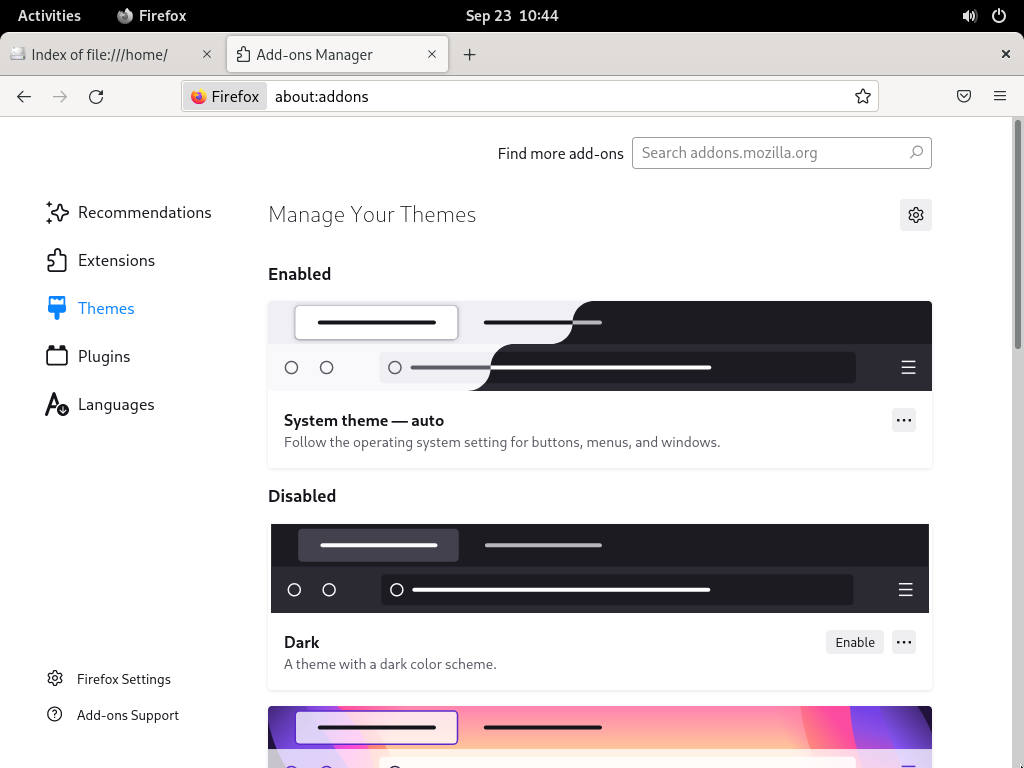 Activities
Firefox
Sep 23 10:44
Index of file:///home/
Add-ons Manager
Firefox
about:addons
Find more add-ons
Search addons.mozilla.org
Recommendations
Extensions
Themes
Plugins
Languages
Firefox Settings
Add-ons Support
Manage Your Themes
Enabled
System theme — auto
Follow the operating system setting for buttons, menus, and windows.
Disabled
Dark
A theme with a dark color scheme.
Enable